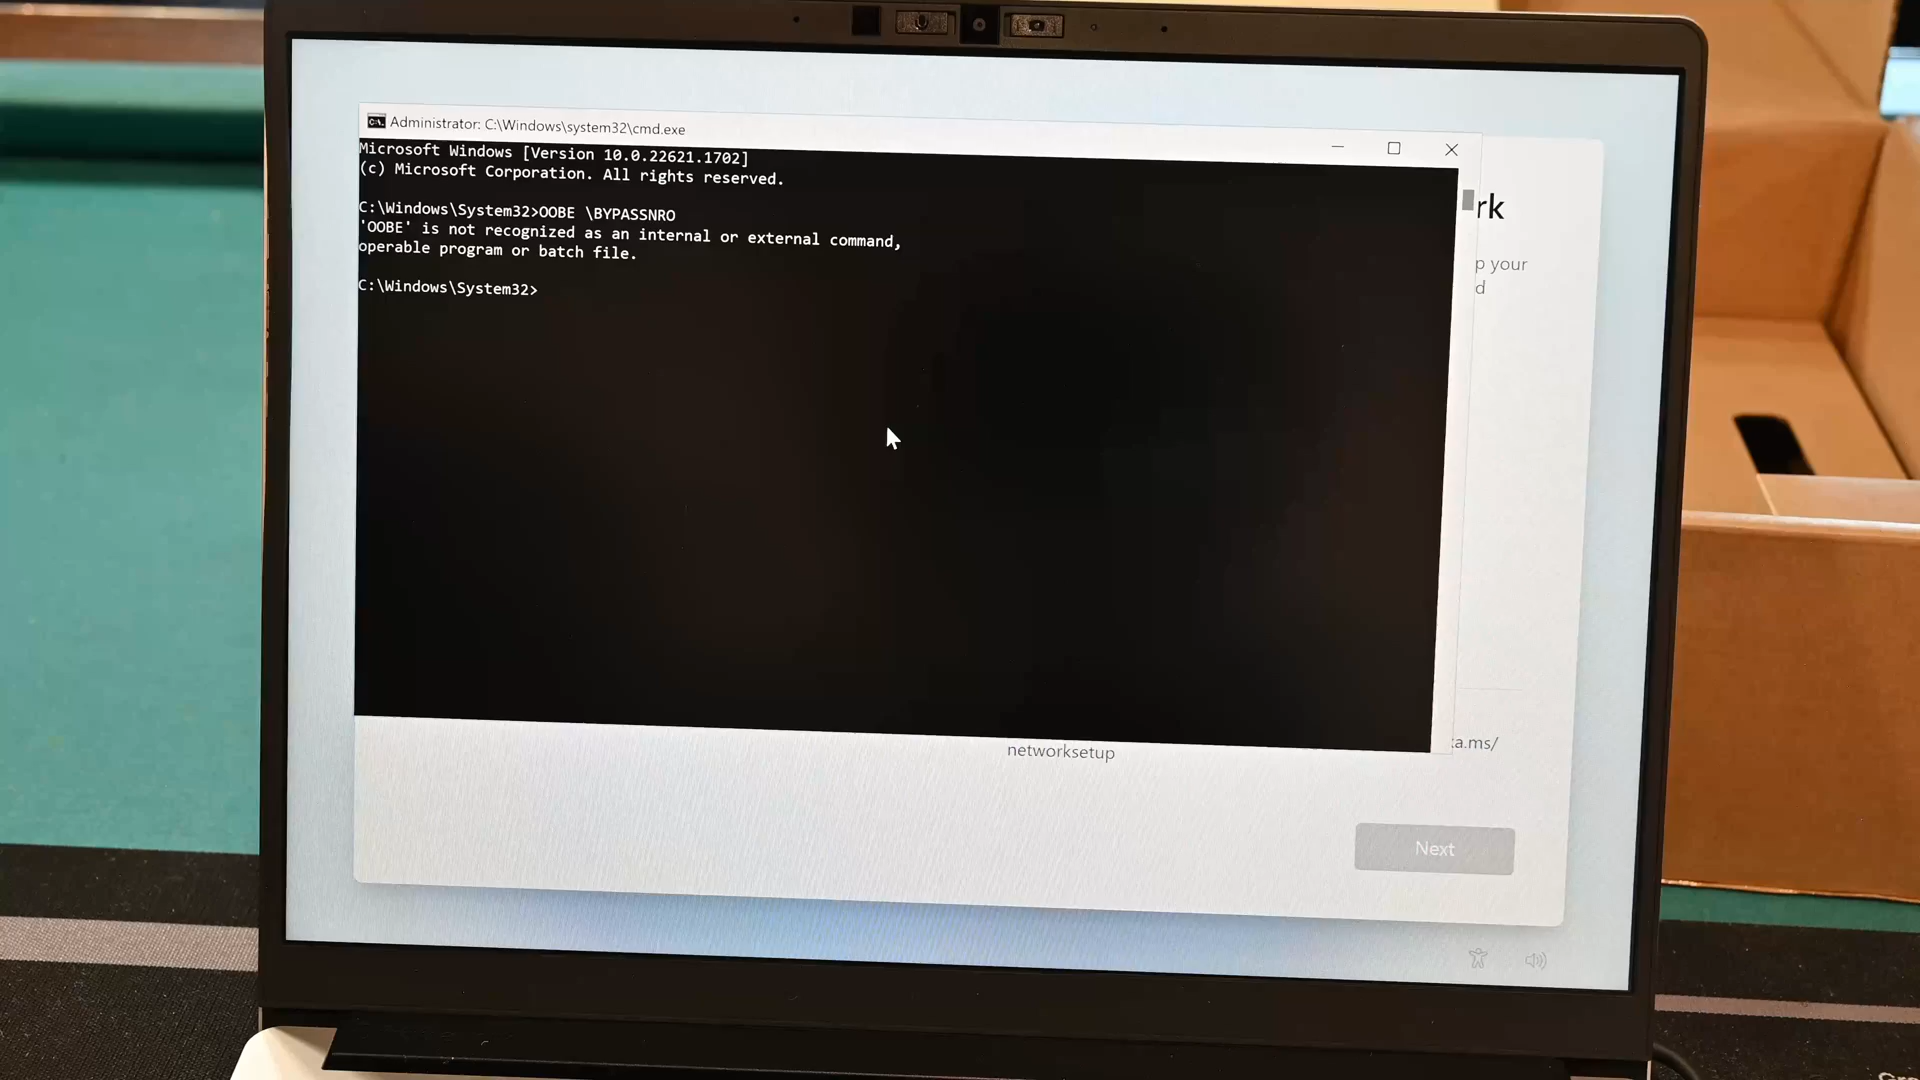 Administrator: C:\Windows\system32\cmd.exe
Microsoft Windows [Version 10.0.22621.1702]
(c) Microsoft Corporation. All rights reserved.
C:\Windows\System32>OOBE \BYPASSNRO
'OOBE' is not recognized as an internal or external command,
operable program or batch file.
C:\Windows\System32>
rk
p your
d
a.ms/
networksetup
Next